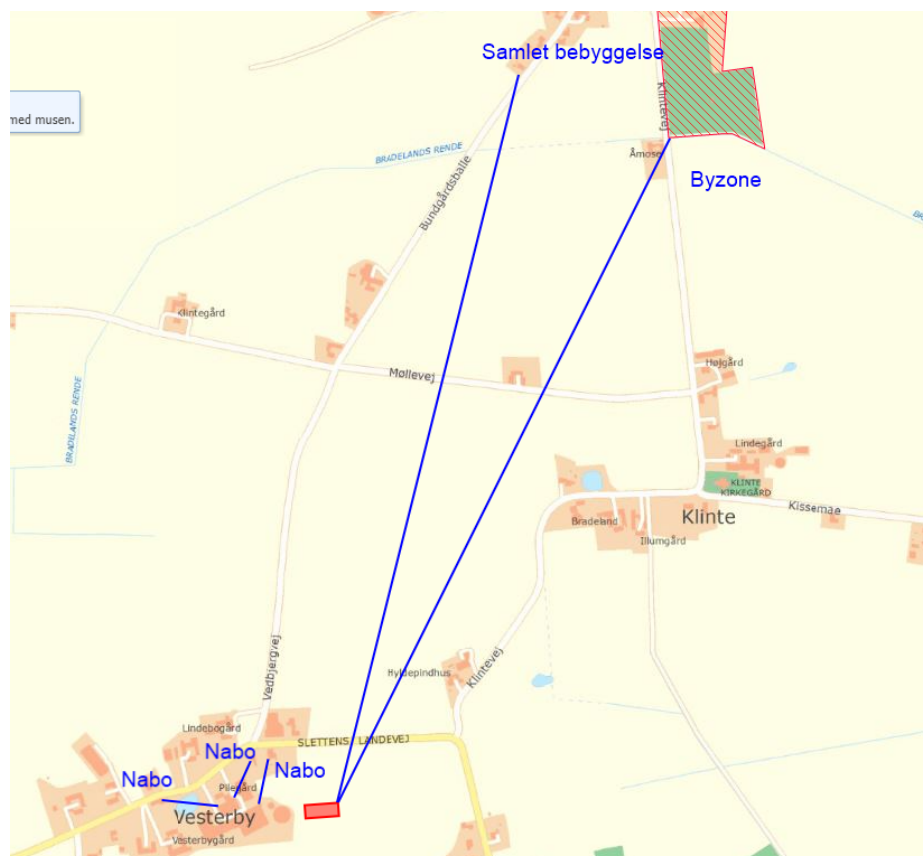 Samlet bebyggelse
med musen.
Klintevej
BRADELANDS RENDE
Åmose
Bundgårdsballe
Byzone
Klintegård
Møllevej
Højgård
BRADELANDS RENDE
Lindegård
KLINTE
KIRKEGÅRD
Kissemae
Klinte
Bradeland
Illumgård
Vedbjergvej
Hyldepindhus
Klintevej
Lindebogård
SLETTENS LANDEVEJ
Nabo
Nabo
Nabo
Pilegård
Vesterby
Vesterbygård